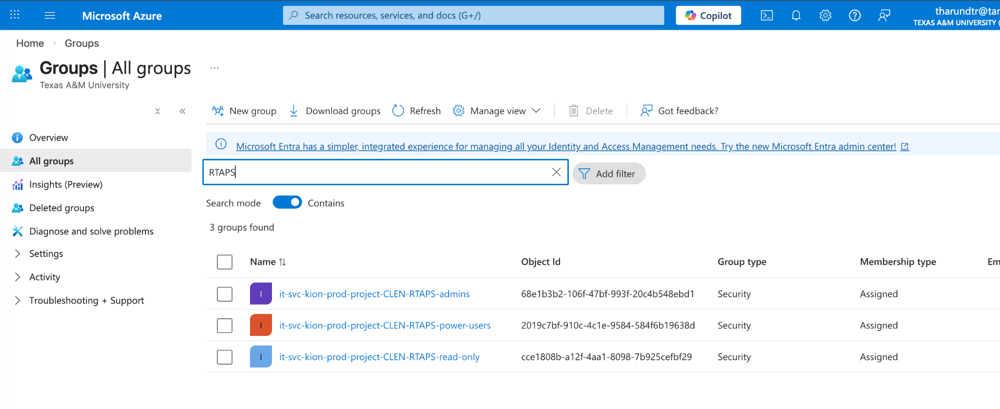 Microsoft Azure
Search resources, services, and docs (G+/)
Copilot
tharundtr@tar
TEXAS A&M UNIVERSITY (
Home > Groups
Groups | All groups
...
Texas A&M University
New group
Download groups
Refresh
Manage view
Delete
Got feedback?
Overview
All groups
Insights (Preview)
Deleted groups
Diagnose and solve problems
Settings
Activity
Troubleshooting + Support
Microsoft Entra has a simpler, integrated experience for managing all your Identity and Access Management needs. Try the new Microsoft Entra admin center!
RTAPS
Add filter
Search mode
Contains
3 groups found
Name Object Id Group type Membership type Em
I it-svc-kion-prod-project-CLEN-RTAPS-admins 68e1b3b2-106f-47bf-993f-20c4b548ebd1 Security Assigned
I it-svc-kion-prod-project-CLEN-RTAPS-power-users 2019c7bf-910c-4c1e-9584-584f6b19638d Security Assigned
I it-svc-kion-prod-project-CLEN-RTAPS-read-only cce1808b-a12f-4aa1-8098-7b925cefbf29 Security Assigned